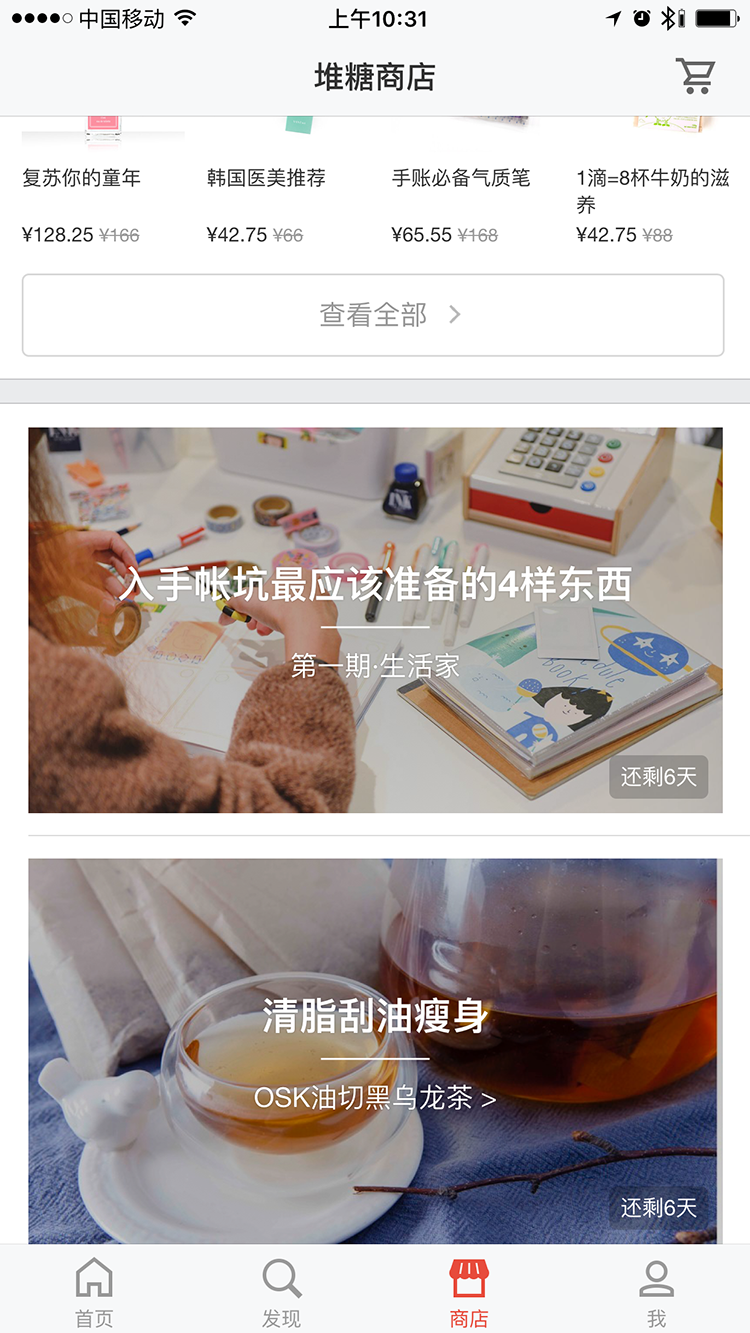 中国移动
上午10:31
堆糖商店
复苏你的童年
韩国医美推荐
手账必备气质笔
1滴=8杯牛奶的滋
养
¥128.25 ¥166
¥42.75 ¥66
¥65.55 ¥168
¥42.75 ¥88
查看全部
入手帐坑最应该准备的4样东西
第一期·生活家
还剩6天
清脂刮油瘦身
OSK油切黑乌龙茶 >
还剩6天
首页
发现
商店
我